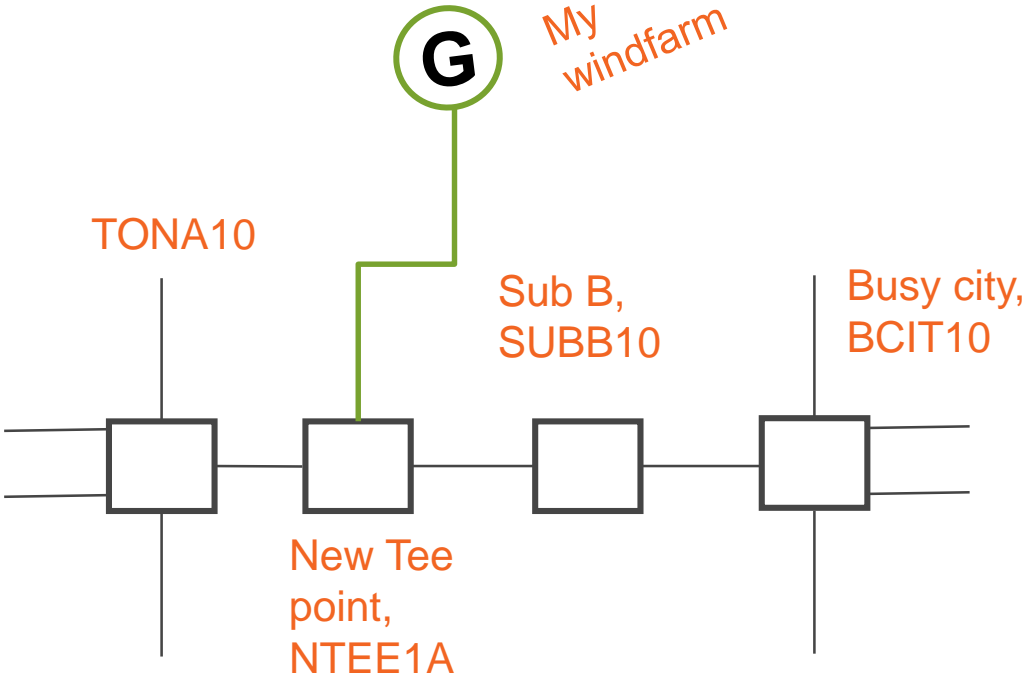 G
My
windfarm
TONA10
Sub B,
SUBB10
Busy city,
BCIT10
New Tee
point,
NTEE1A